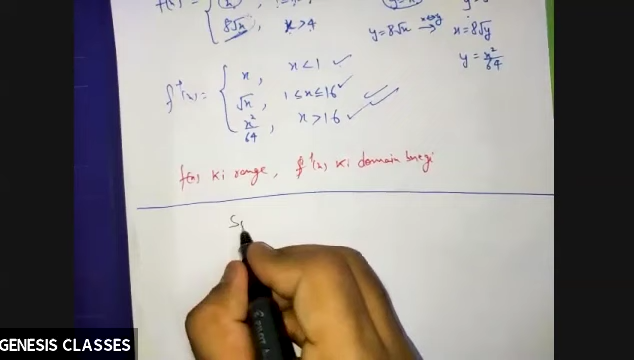 8√x, x>4
y=8√x → x=8√y
y = x²/64
f⁻¹(x) = { x, x<1
√x, 1≤x≤16
x²/64, x>16
f(x) ki range, f⁻¹(x) ki domain banegi
GENESIS CLASSES